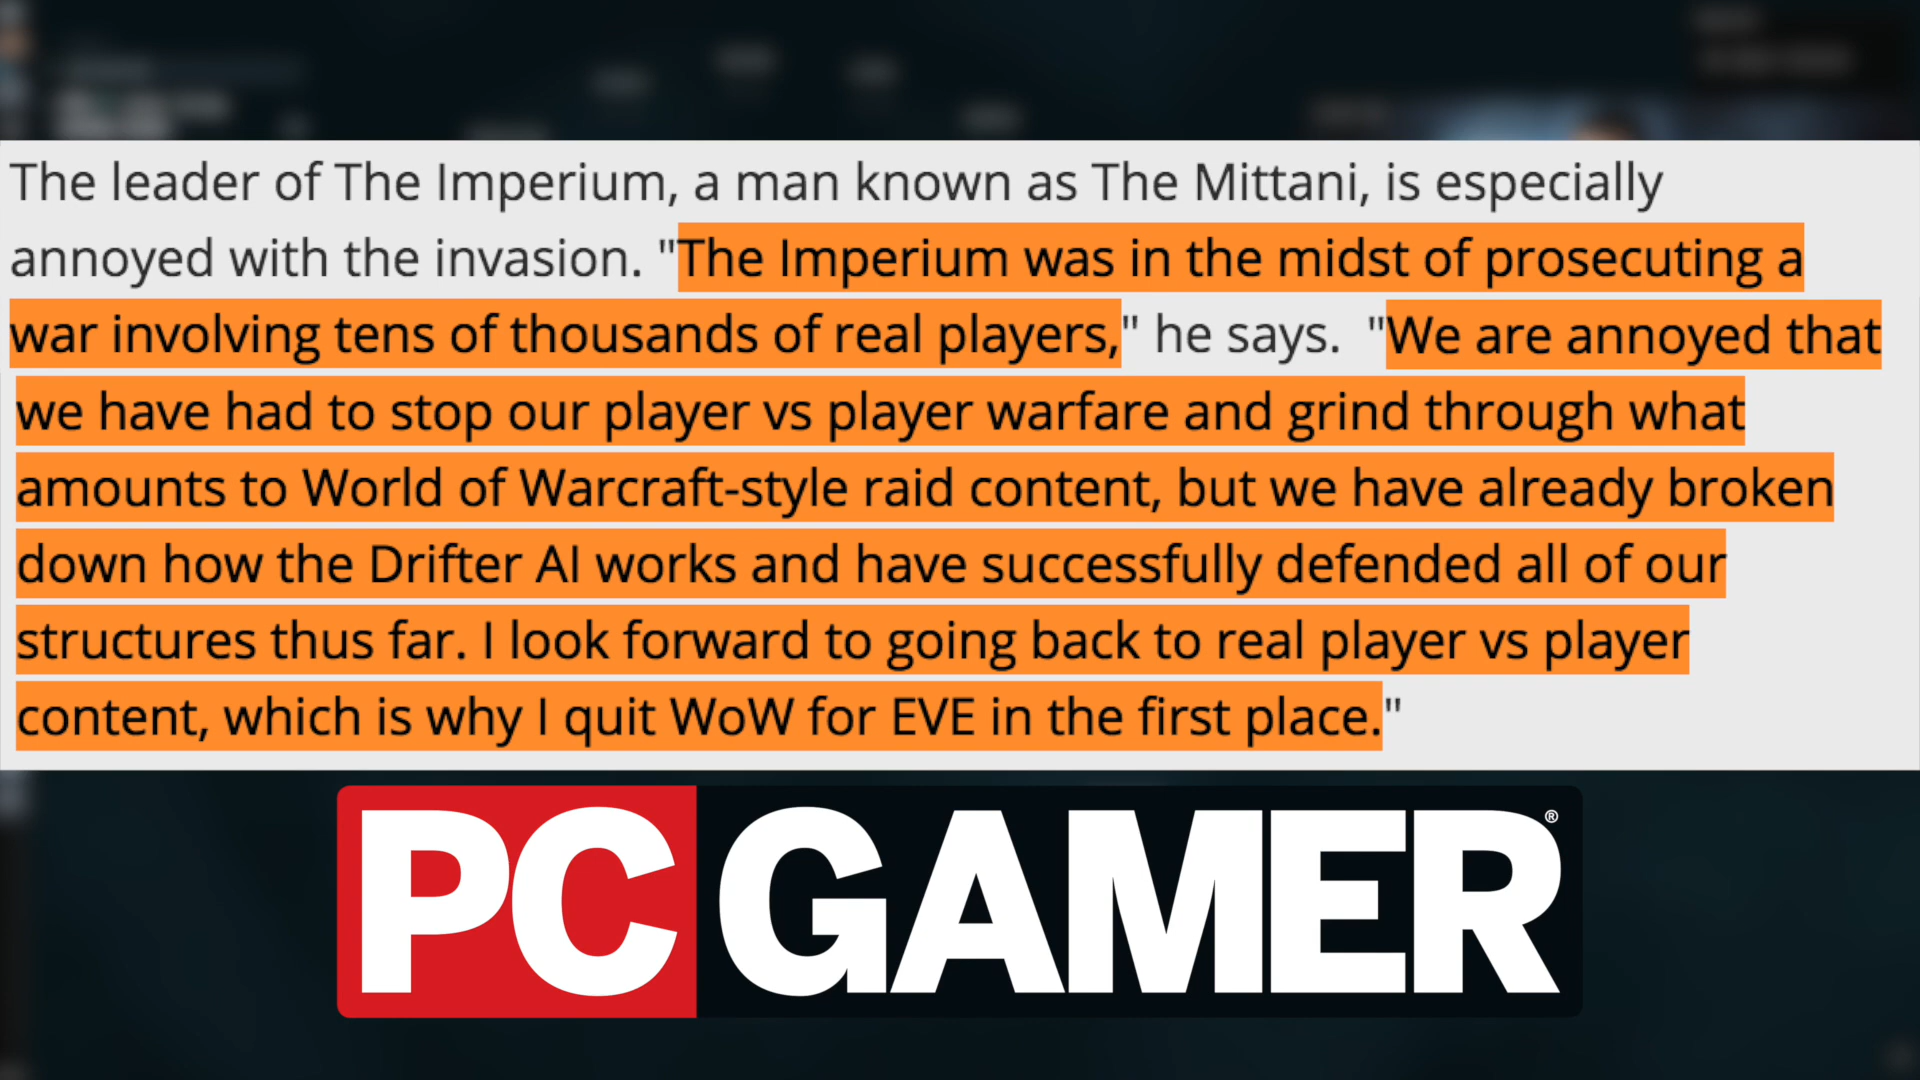 The leader of The Imperium, a man known as The Mittani, is especially
annoyed with the invasion. "The Imperium was in the midst of prosecuting a
war involving tens of thousands of real players," he says.  "We are annoyed that
we have had to stop our player vs player warfare and grind through what
amounts to World of Warcraft-style raid content, but we have already broken
down how the Drifter AI works and have successfully defended all of our
structures thus far. I look forward to going back to real player vs player
content, which is why I quit WoW for EVE in the first place."
PC GAMER®